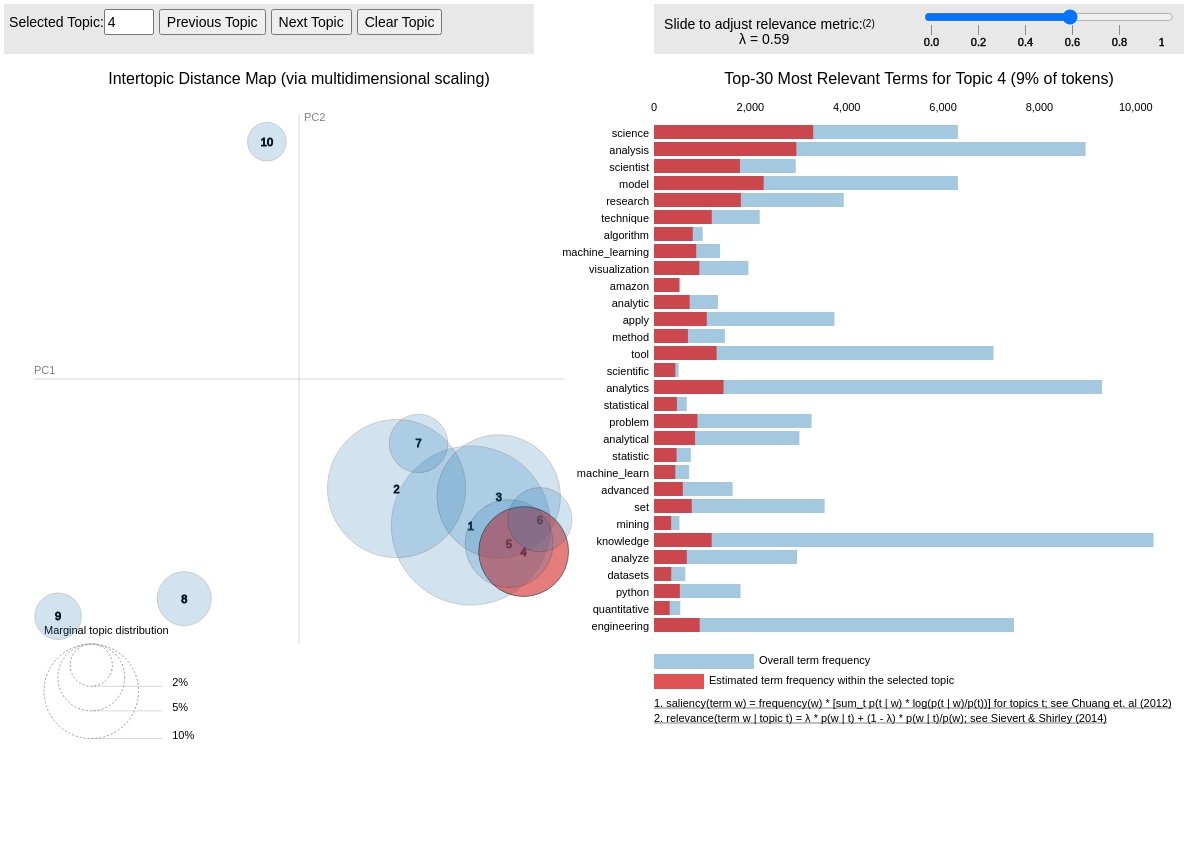 Selected Topic: 4 Previous Topic Next Topic Clear Topic
Slide to adjust relevance metric:(2)
λ = 0.59
0.0 0.2 0.4 0.6 0.8 1
Intertopic Distance Map (via multidimensional scaling)
PC2
PC1
10
7
2
3
1
6
5
4
8
9
Marginal topic distribution
2%
5%
10%
Top-30 Most Relevant Terms for Topic 4 (9% of tokens)
0 2,000 4,000 6,000 8,000 10,000
science
analysis
scientist
model
research
technique
algorithm
machine_learning
visualization
amazon
analytic
apply
method
tool
scientific
analytics
statistical
problem
analytical
statistic
machine_learn
advanced
set
mining
knowledge
analyze
datasets
python
quantitative
engineering
Overall term frequency
Estimated term frequency within the selected topic
1. saliency(term w) = frequency(w) * [sum_t p(t | w) * log(p(t | w)/p(t))] for topics t; see Chuang et. al (2012)
2. relevance(term w | topic t) = λ * p(w | t) + (1 - λ) * p(w | t)/p(w); see Sievert & Shirley (2014)